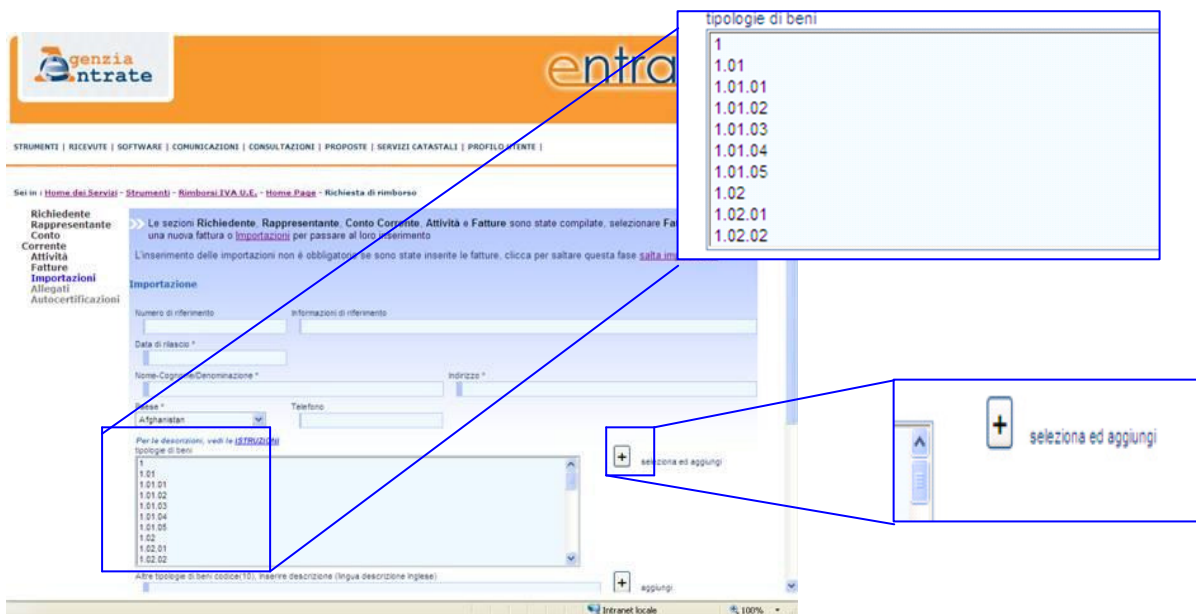 tipologie di beni
1
1.01
1.01.01
1.01.02
1.01.03
1.01.04
1.01.05
1.02
1.02.01
1.02.02
Agenzia
Entrate
entra
STRUMENTI | RICEVUTE | SOFTWARE | COMUNICAZIONI | CONSULTAZIONI | PROPOSTE | SERVIZI CATASTALI | PROFILO UTENTE |
Sei in : Home dei Servizi - Strumenti - Rimborsi IVA U.E. - Home Page - Richiesta di rimborso
Richiedente
Rappresentante
Conto
Corrente
Attività
Fatture
Importazioni
Allegati
Autocertificazioni
Le sezioni Richiedente, Rappresentante, Conto Corrente, Attività e Fatture sono state compilate, selezionare
una nuova fattura o Importazioni per passare al loro inserimento
L'inserimento delle importazioni non è obbligatorio se sono state inserite le fatture, clicca per saltare questa fase salta
Importazione
Numero di riferimento Informazioni di riferimento
Data di rilascio *
Nome-Cognome/Denominazione * Indirizzo *
Paese * Telefono
Afghanistan
Per le descrizioni, vedi le ISTRUZIONI
tipologie di beni
1
1.01
1.01.01
1.01.02
1.01.03
1.01.04
1.01.05
1.02
1.02.01
1.02.02
+ seleziona ed aggiungi
+ seleziona ed aggiungi
Altre tipologie di beni codice(10), inserire descrizione (lingua descrizione inglese)
+ aggiungi
Intranet locale 100%